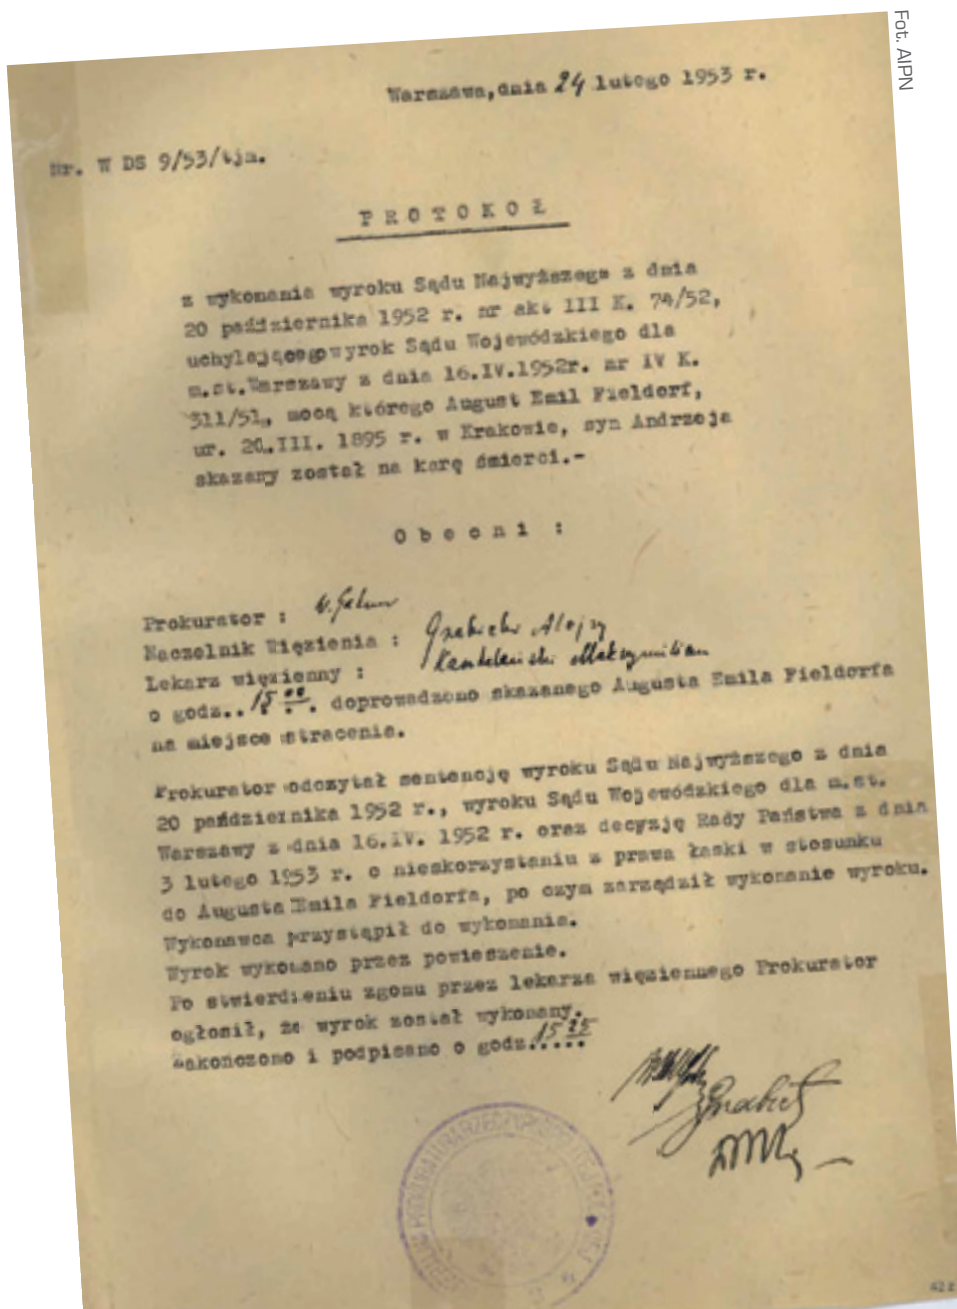 Fot. AIPN
Warszawa, dnia 24 lutego 1953 r.
Nr. W DS 9/53/tjn.
P R O T O K O Ł
z wykonania wyroku Sądu Najwyższego z dnia
20 października 1952 r. nr akt III K. 74/52,
uchylającego wyrok Sądu Wojewódzkiego dla
m.st.Warszawy z dnia 16.IV.1952r. nr IV K.
311/51, mocą którego August Emil Fieldorf,
ur. 20.III. 1895 r. w Krakowie, syn Andrzeja
skazany został na karę śmierci.-
O b e c n i :
Prokurator :
Naczelnik Więzienia : Alojzy
Lekarz więzienny : Maksymilian
o godz.. 15 00 . doprowadzono skazanego Augusta Emila Fieldorfa
na miejsce stracenia.
Prokurator odczytał sentencję wyroku Sądu Najwyższego z dnia
20 października 1952 r., wyroku Sądu Wojewódzkiego dla m.st.
Warszawy z dnia 16.IV. 1952 r. oraz decyzję Rady Państwa z dnia
3 lutego 1953 r. o nieskorzystaniu z prawa łaski w stosunku
do Augusta Emila Fieldorfa, po czym zarządził wykonanie wyroku.
Wykonawca przystąpił do wykonania.
Wyrok wykonano przez powieszenie.
Po stwierdzeniu zgonu przez lekarza więziennego Prokurator
ogłosił, że wyrok został wykonany.
Zakończono i podpisano o godz. 15 25